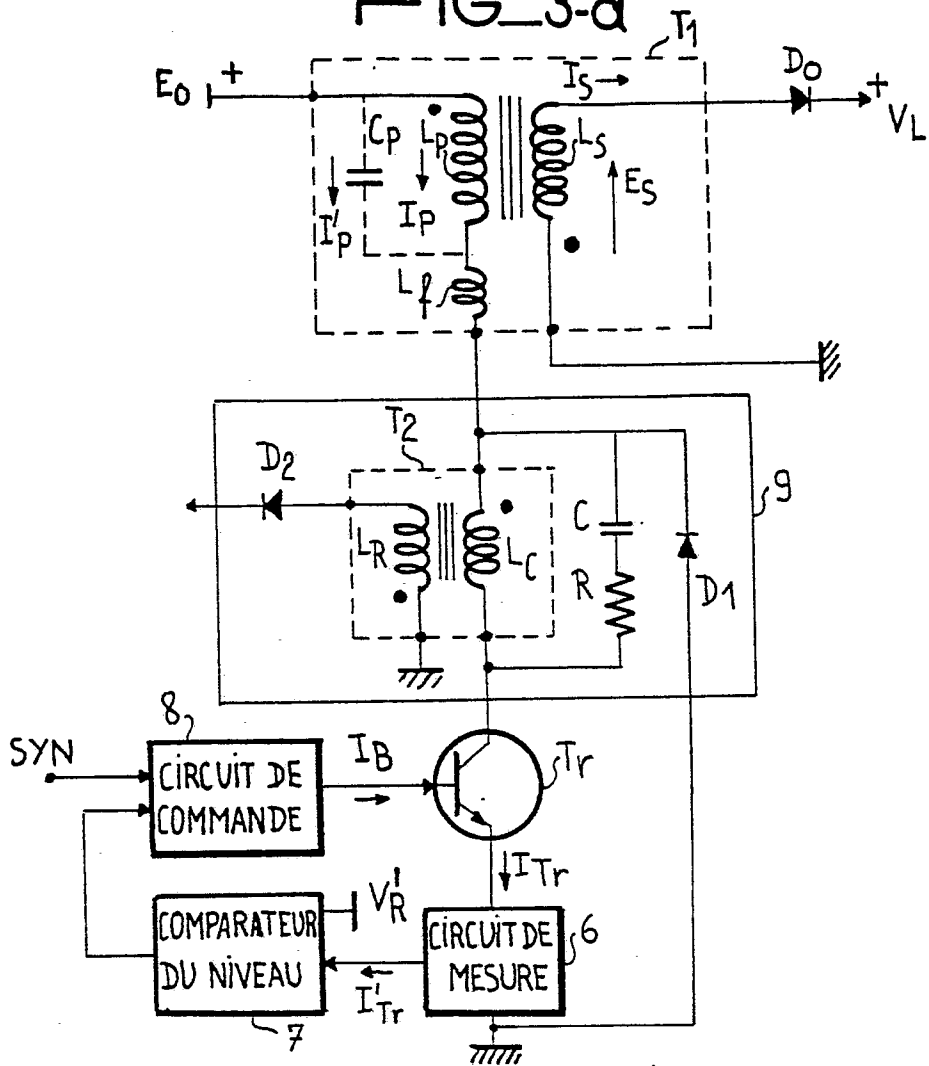 FIG_3-a
T1
E0 +
IS
D0
+
VL
CP
LP
LS
ES
I'P
IP
Lf
T2
D2
9
LR
LC
C
R
D1
8
SYN
CIRCUIT DE
COMMANDE
IB
Tr
ITr
V'R
COMPARATEUR
DU NIVEAU
CIRCUIT DE
MESURE
6
I'Tr
7